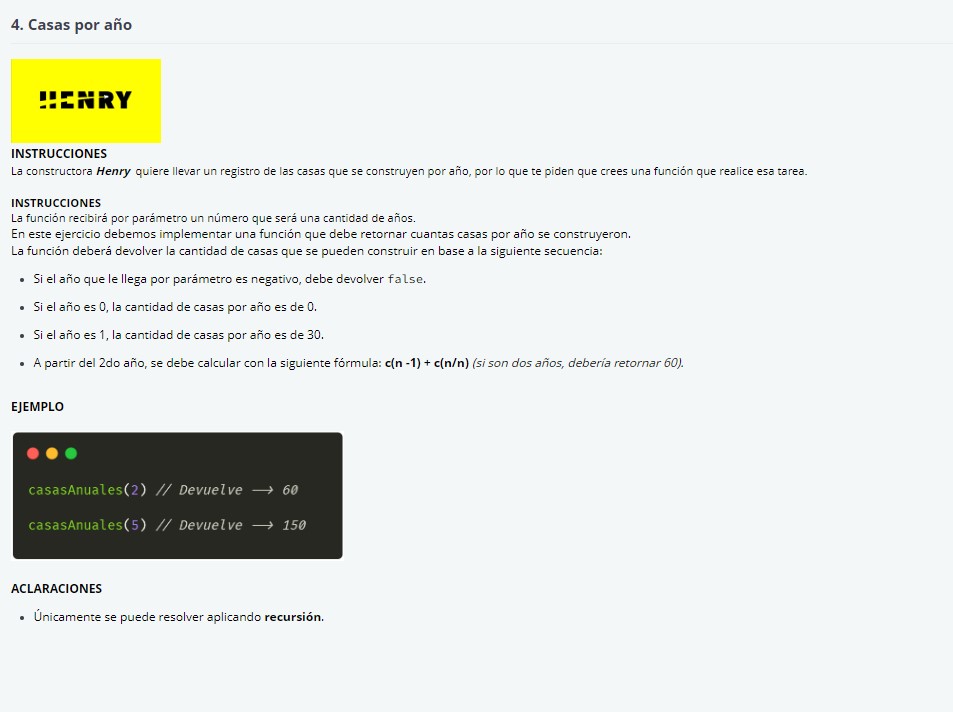 4. Casas por año
HENRY
INSTRUCCIONES
La constructora Henry quiere llevar un registro de las casas que se construyen por año, por lo que te piden que crees una función que realice esa tarea.
INSTRUCCIONES
La función recibirá por parámetro un número que será una cantidad de años.
En este ejercicio debemos implementar una función que debe retornar cuantas casas por año se construyeron.
La función deberá devolver la cantidad de casas que se pueden construir en base a la siguiente secuencia:
• Si el año que le llega por parámetro es negativo, debe devolver false.
• Si el año es 0, la cantidad de casas por año es de 0.
• Si el año es 1, la cantidad de casas por año es de 30.
• A partir del 2do año, se debe calcular con la siguiente fórmula: c(n -1) + c(n/n) (si son dos años, debería retornar 60).
EJEMPLO
casasAnuales(2) // Devuelve —> 60
casasAnuales(5) // Devuelve —> 150
ACLARACIONES
• Únicamente se puede resolver aplicando recursión.